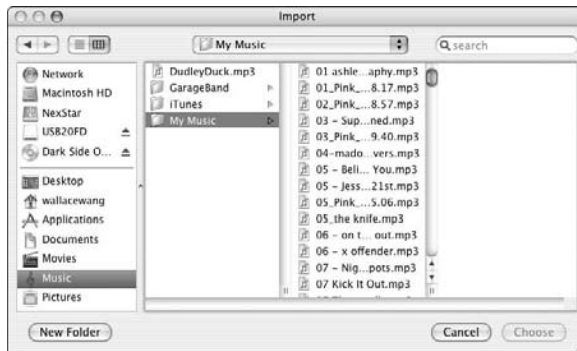 Import
My Music
search
Network
Macintosh HD
NexStar
USB20FD
Dark Side O...
Desktop
wallacewang
Applications
Documents
Movies
Music
Pictures
DudleyDuck.mp3
GarageBand
iTunes
My Music
01 ashle...aphy.mp3
01_Pink_...8.17.mp3
02_Pink_...8.57.mp3
03 - Sup...ned.mp3
03_Pink_...9.40.mp3
04-mado...vers.mp3
05 - Beli... You.mp3
05 - Jess...21st.mp3
05_Pink_...5.06.mp3
05_the knife.mp3
06 - on t... out.mp3
06 - x offender.mp3
07 - Nig...pots.mp3
07 Kick It Out.mp3
New Folder
Cancel
Choose